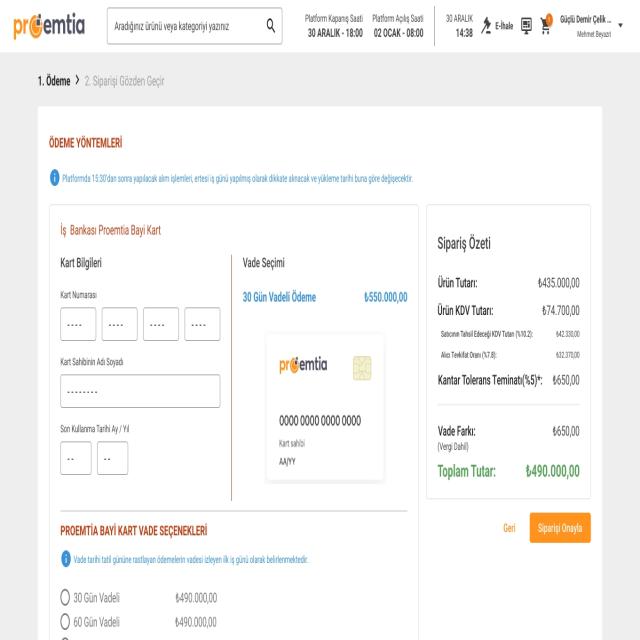 proemtia
Aradığınız ürünü veya kategoriyi yazınız
Platform Kapanış Saati
30 ARALIK - 18:00
Platform Açılış Saati
02 OCAK - 08:00
30 ARALIK
14:38
E-İhale
Güçlü Demir Çelik ...
Mehmet Beyazıt
1. Ödeme > 2. Siparişi Gözden Geçir
ÖDEME YÖNTEMLERİ
Platformda 15:30'dan sonra yapılacak alım işlemleri, ertesi iş günü yapılmış olarak dikkate alınacak ve yükleme tarihi buna göre değişecektir.
İş Bankası Proemtia Bayi Kart
Kart Bilgileri
Kart Numarası
---- ---- ---- ----
Kart Sahibinin Adı Soyadı
--------
Son Kullanma Tarihi Ay / Yıl
-- --
Vade Seçimi
30 Gün Vadeli Ödeme ₺550.000,00
proemtia
0000 0000 0000 0000
Kart sahibi
AA/YY
PROEMTİA BAYİ KART VADE SEÇENEKLERİ
Vade tarihi tatil gününe rastlayan ödemelerin vadesi izleyen ilk iş günü olarak belirlenmektedir.
30 Gün Vadeli ₺490.000,00
60 Gün Vadeli ₺490.000,00
Sipariş Özeti
Ürün Tutarı: ₺435.000,00
Ürün KDV Tutarı: ₺74.700,00
Satıcının Tahsil Edeceği KDV Tutarı (%10.2): ₺42.330,00
Alıcı Tevkifat Oranı (%7.8): ₺32.370,00
Kantar Tolerans Teminatı(%5)*: ₺650,00
Vade Farkı: ₺650,00
(Vergi Dahil)
Toplam Tutar: ₺490.000,00
Geri
Siparişi Onayla